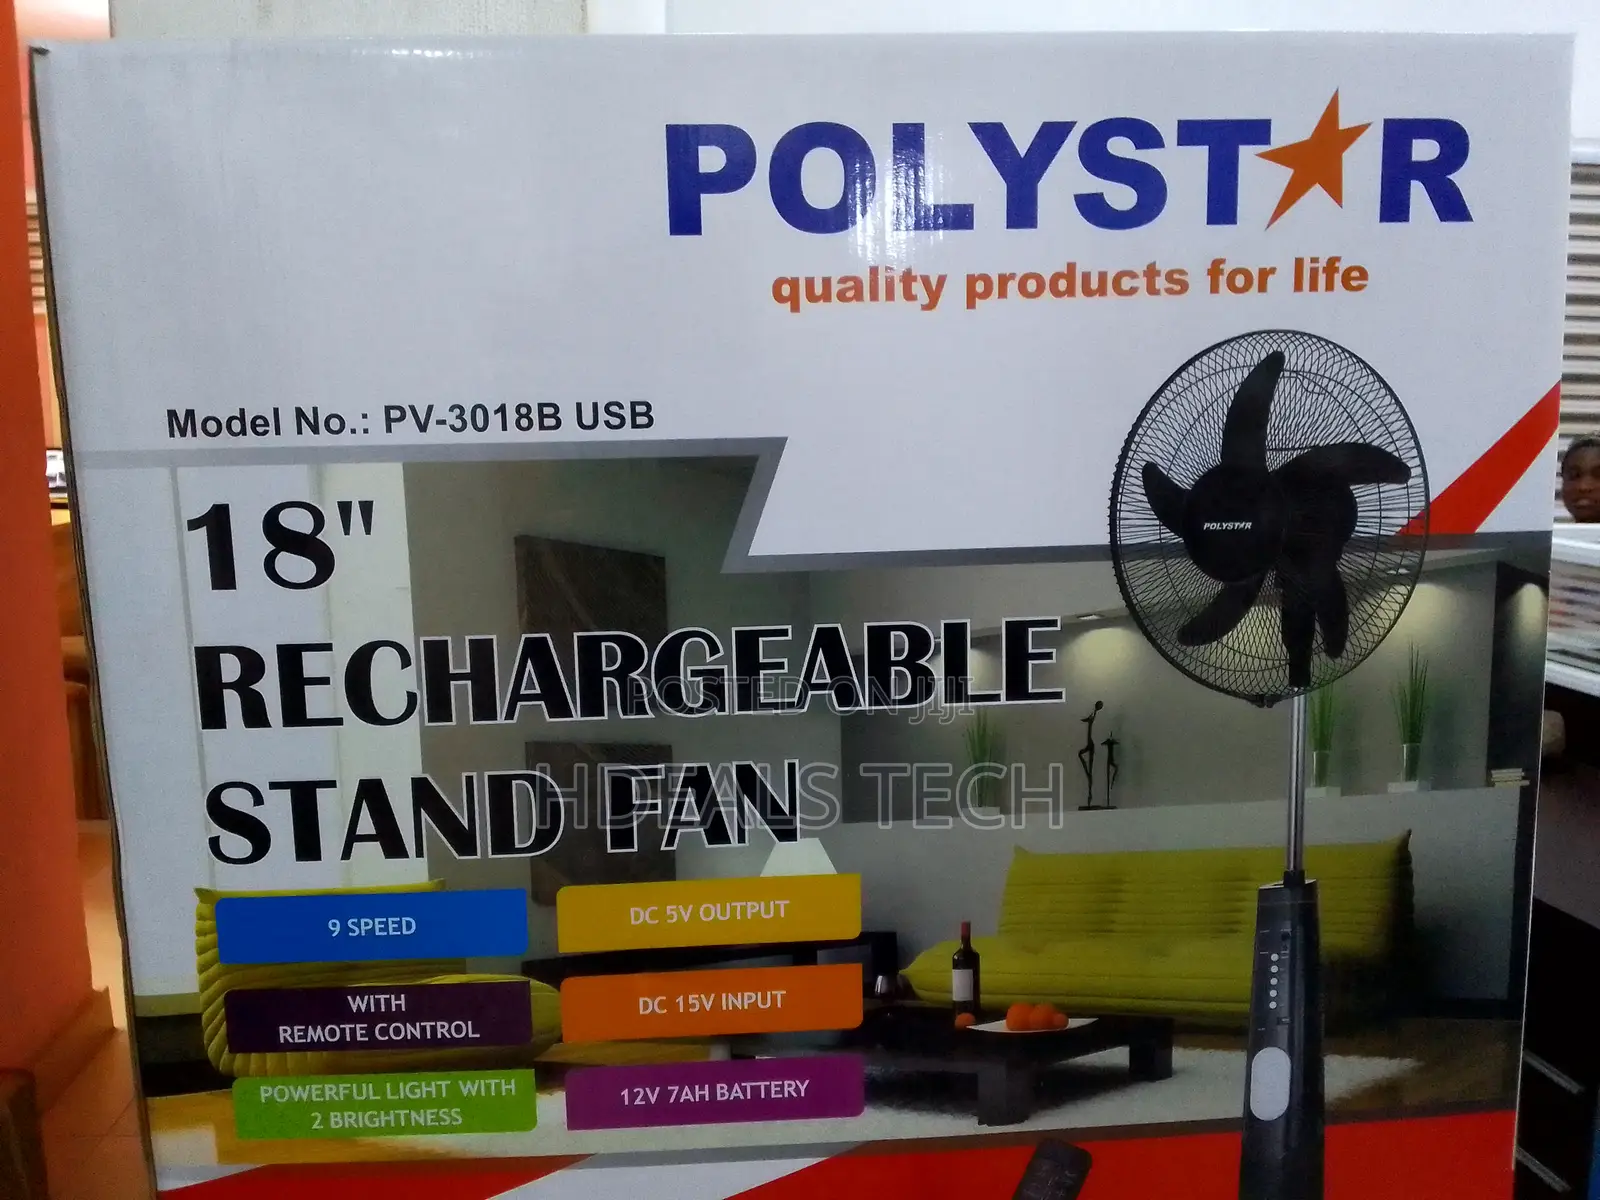 POLYSTAR
quality products for life
Model No.: PV-3018B USB
POLYSTAR
18"
RECHARGEABLE
POSTED ON JIJI
STAND FAN
HDEALS TECH
9 SPEED
DC 5V OUTPUT
WITH
REMOTE CONTROL
DC 15V INPUT
POWERFUL LIGHT WITH
2 BRIGHTNESS
12V 7AH BATTERY